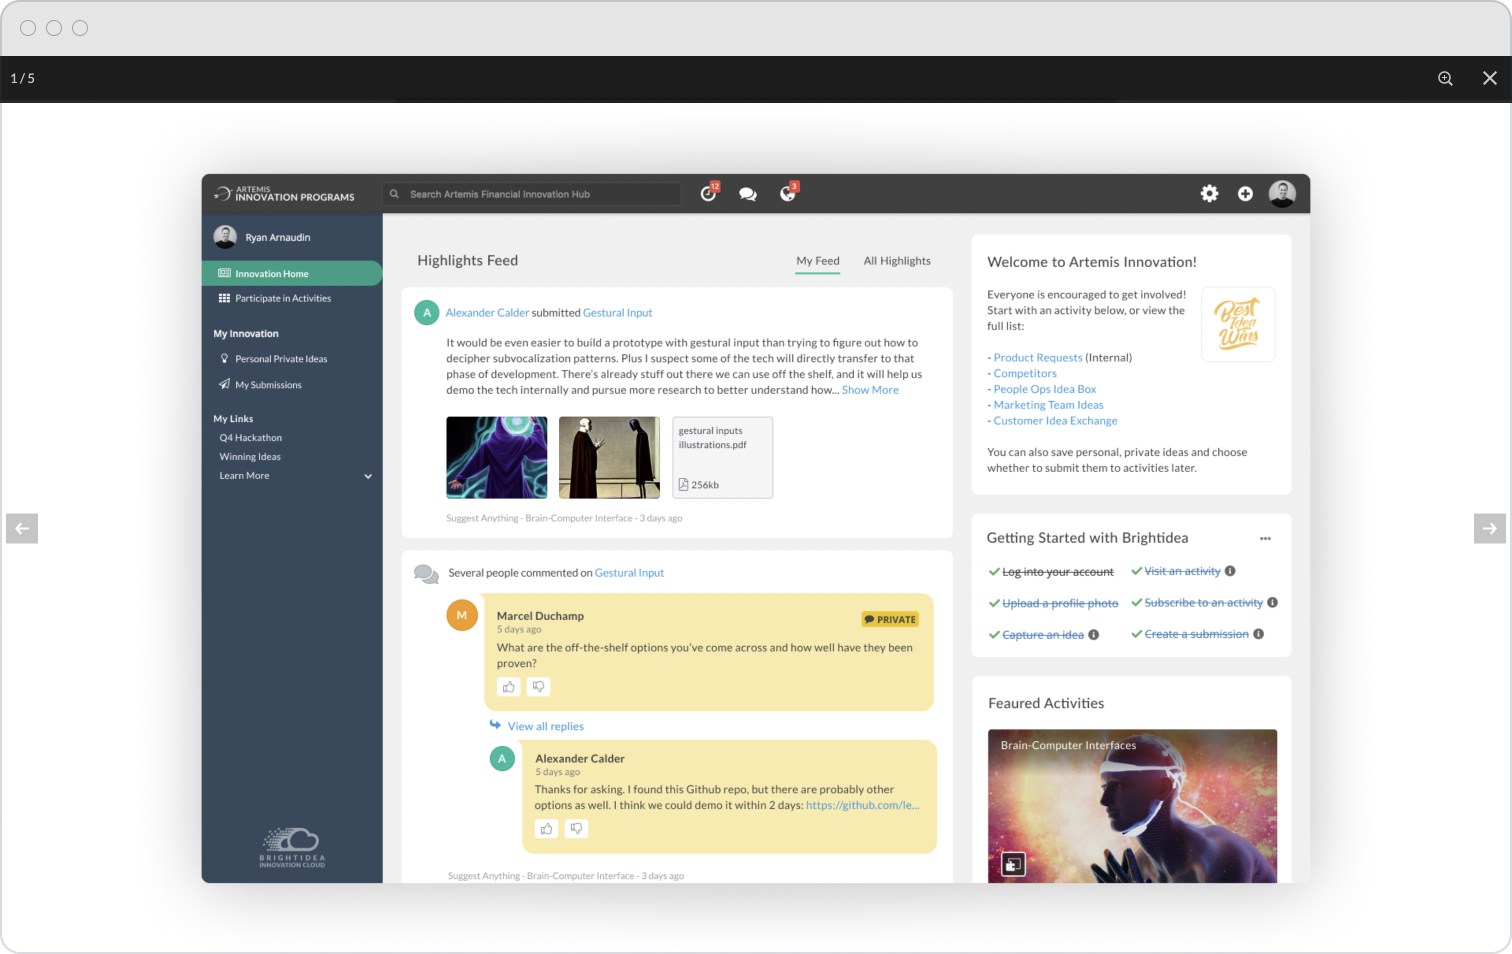 1 / 5
ARTEMIS
INNOVATION PROGRAMS
Search Artemis Financial Innovation Hub
12
3
Ryan Arnaudin
Innovation Home
Participate in Activities
My Innovation
Personal Private Ideas
My Submissions
My Links
Q4 Hackathon
Winning Ideas
Learn More
BRIGHTIDEA
INNOVATION CLOUD
Highlights Feed
My Feed
All Highlights
A
Alexander Calder submitted Gestural Input
It would be even easier to build a prototype with gestural input than trying to figure out how to
decipher subvocalization patterns. Plus I suspect some of the tech will directly transfer to that
phase of development. There's already stuff out there we can use off the shelf, and it will help us
demo the tech internally and pursue more research to better understand how... Show More
gestural inputs
illustrations.pdf
256kb
Suggest Anything - Brain-Computer Interface - 3 days ago
Several people commented on Gestural Input
M
Marcel Duchamp
PRIVATE
5 days ago
What are the off-the-shelf options you've come across and how well have they been
proven?
View all replies
A
Alexander Calder
5 days ago
Thanks for asking. I found this Github repo, but there are probably other
options as well. I think we could demo it within 2 days: https://github.com/le...
Suggest Anything - Brain-Computer Interface - 3 days ago
Welcome to Artemis Innovation!
Everyone is encouraged to get involved!
Start with an activity below, or view the
full list:
Best
Idea
Wins
- Product Requests (Internal)
- Competitors
- People Ops Idea Box
- Marketing Team Ideas
- Customer Idea Exchange
You can also save personal, private ideas and choose
whether to submit them to activities later.
Getting Started with Brightidea
Log into your account
Visit an activity
Upload a profile photo
Subscribe to an activity
Capture an idea
Create a submission
Feaured Activities
Brain-Computer Interfaces